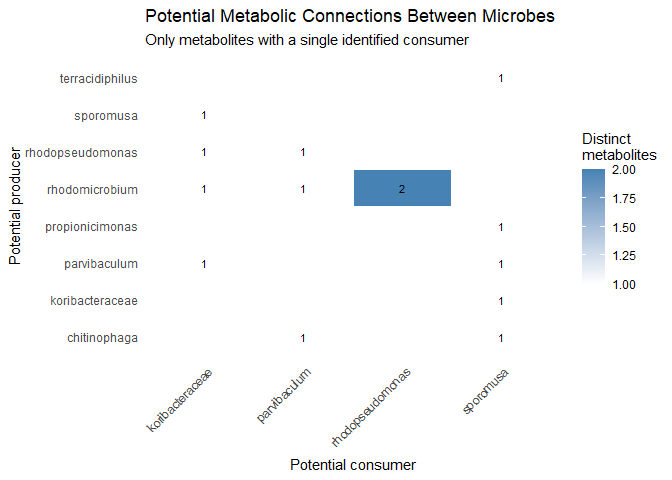 Potential Metabolic Connections Between Microbes
Only metabolites with a single identified consumer
Potential producer
terracidiphilus 1
sporomusa 1
rhodopseudomonas 1 1
rhodomicrobium 1 1 2
propionicimonas 1
parvibaculum 1 1
koribacteraceae 1
chitinophaga 1 1
koribacteraceae
parvibaculum
rhodopseudomonas
sporomusa
Potential consumer
Distinct
metabolites
2.00
1.75
1.50
1.25
1.00